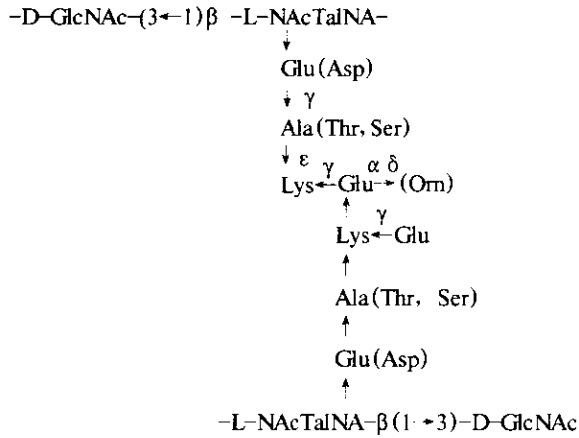 –D–GlcNAc–(3←1)β –L–NAcTalNA–
↓
Glu(Asp)
↓ γ
Ala(Thr, Ser)
↓ ε γ α δ
Lys←Glu→(Orn)
↑ γ
Lys←Glu
↑
Ala(Thr, Ser)
↑
Glu(Asp)
↑
–L–NAcTalNA–β(1→3)–D–GlcNAc